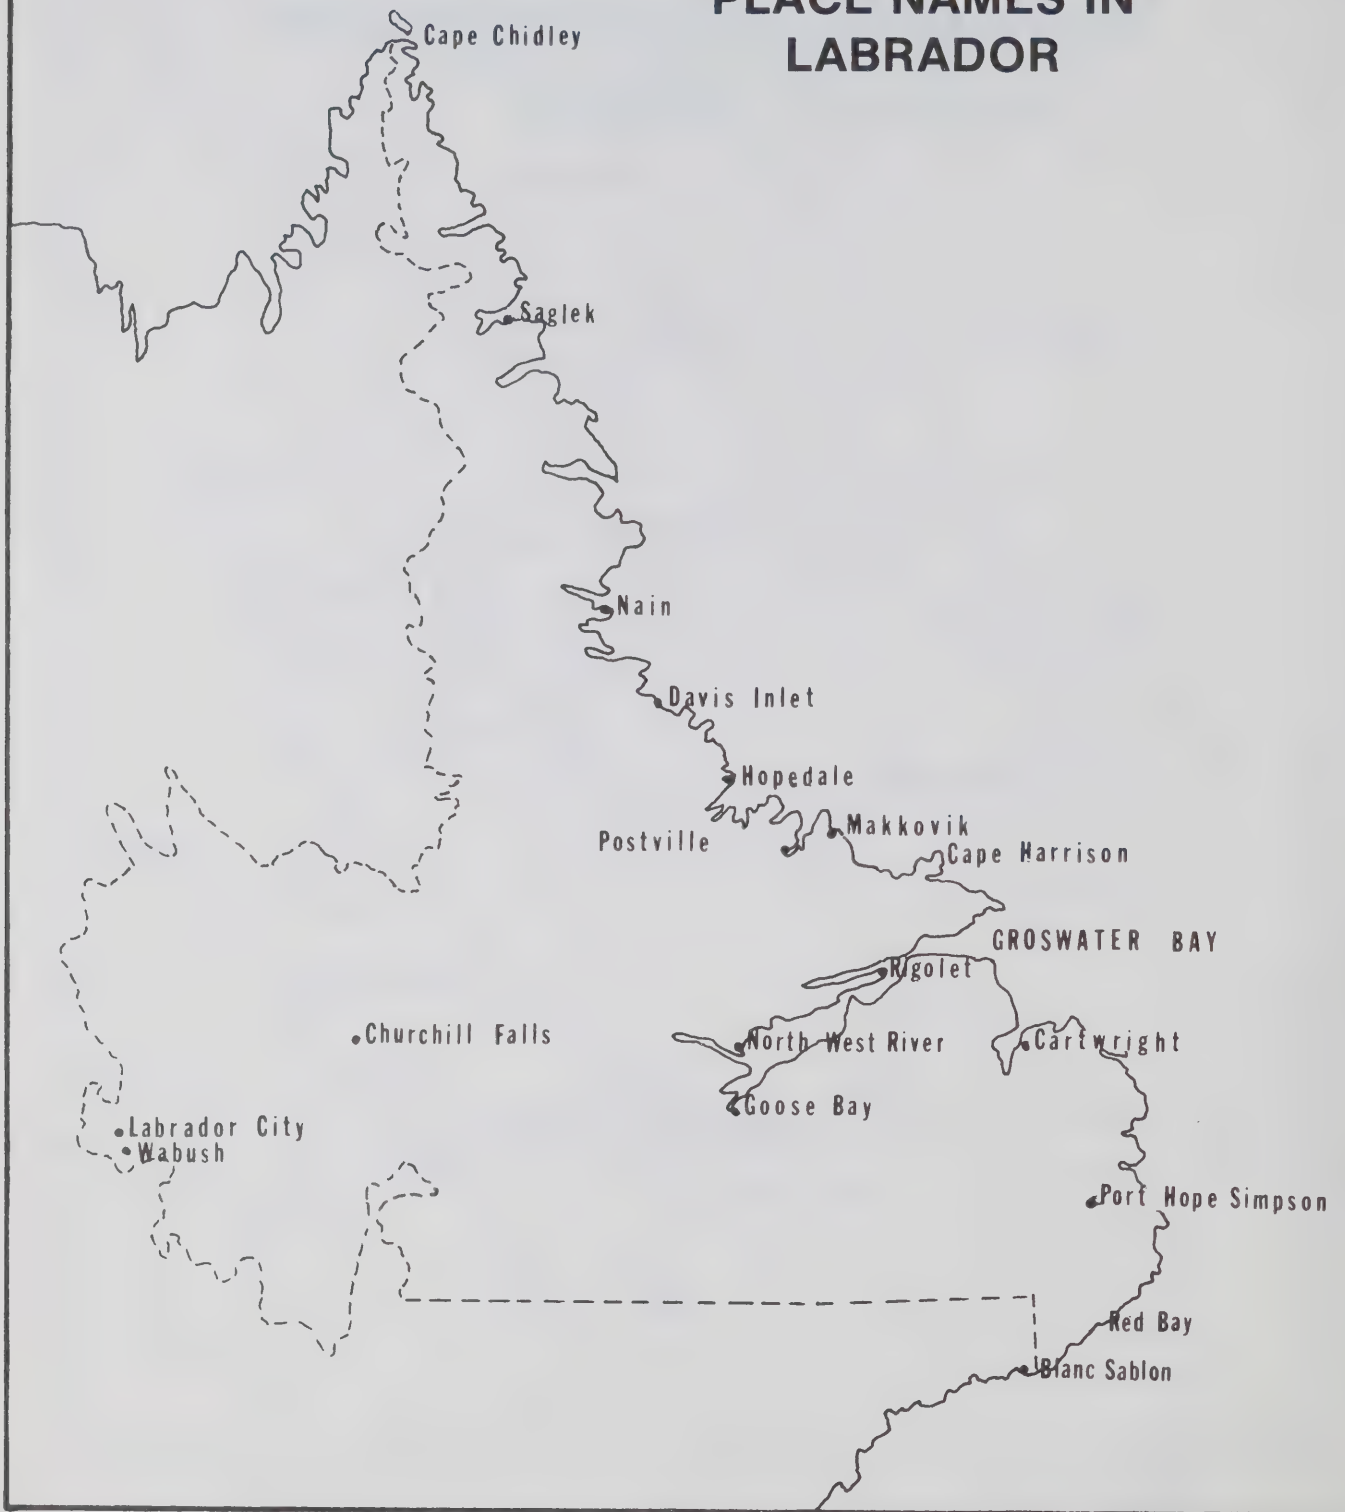 PLACE NAMES IN
LABRADOR
Cape Chidley
Saglek
Nain
Davis Inlet
Hopedale
Makkovik
Postville
Cape Harrison
GROSWATER BAY
Rigolet
Churchill Falls
North West River
Cartwright
Goose Bay
Labrador City
Wabush
Port Hope Simpson
Red Bay
Blanc Sablon